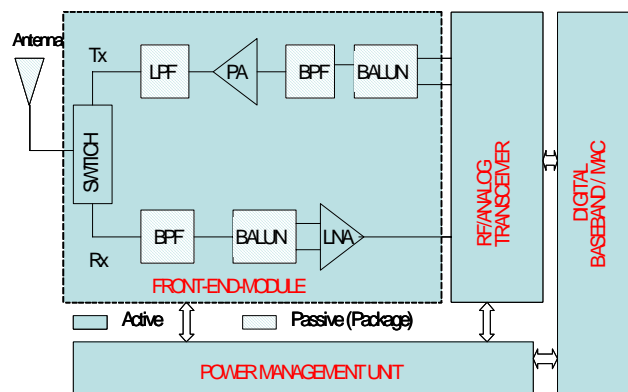 Antenna
Tx
LPF
PA
BPF
BALUN
SWTICH
BPF
BALUN
LNA
Rx
FRONT-END-MODULE
RF/ANALOG
TRANSCEIVER
DIGITAL
BASEBAND / MAC
Active
Passive (Package)
POWER MANAGEMENT UNIT